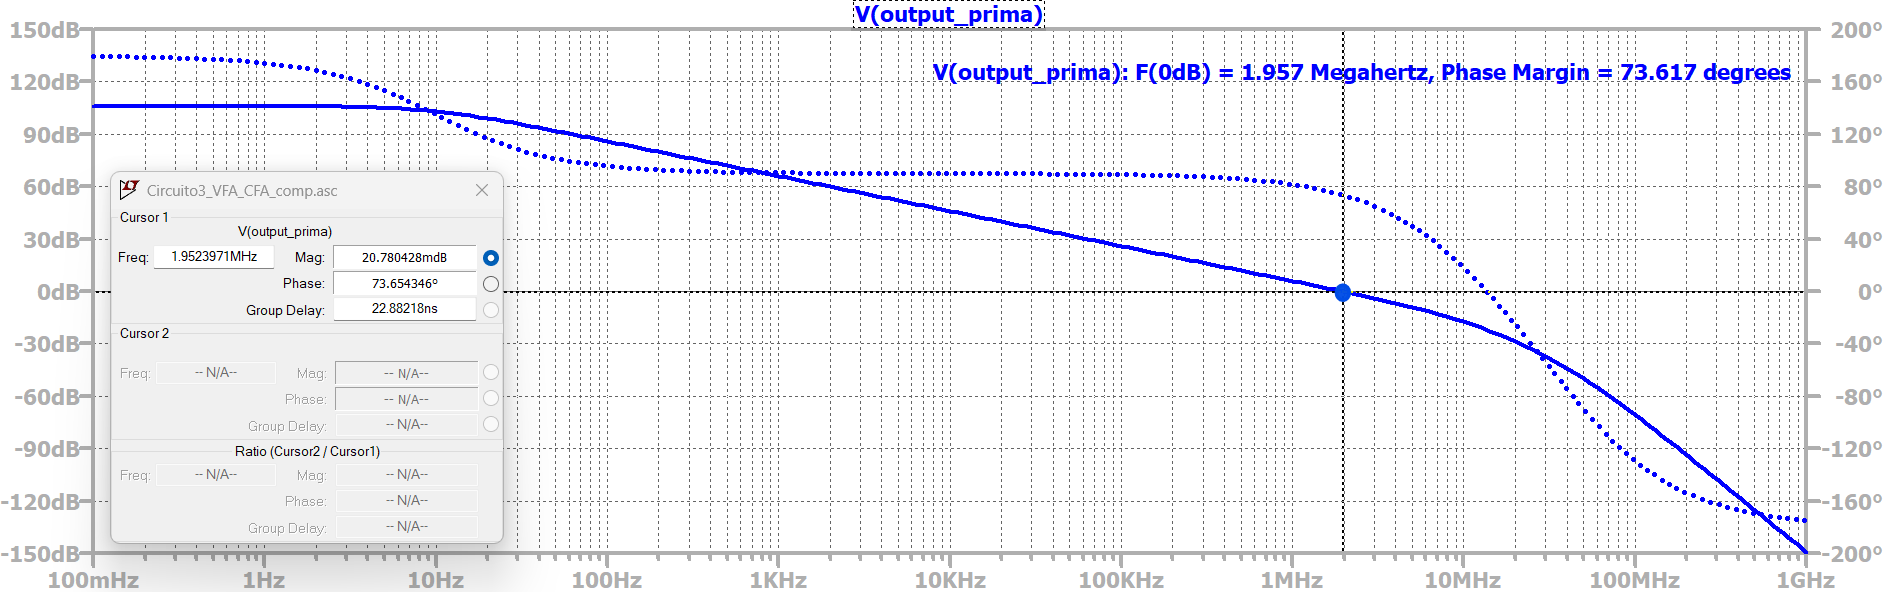 V(output_prima)
150dB
200°
V(output_prima): F(0dB) = 1.957 Megahertz, Phase Margin = 73.617 degrees
120dB
160°
90dB
120°
60dB
80°
30dB
40°
0dB
0°
-30dB
-40°
-60dB
-80°
-90dB
-120°
-120dB
-160°
-150dB
-200°
100mHz 1Hz 10Hz 100Hz 1KHz 10KHz 100KHz 1MHz 10MHz 100MHz 1GHz
Circuito3_VFA_CFA_comp.asc
Cursor 1
V(output_prima)
Freq: 1.9523971MHz Mag: 20.780428mdB
Phase: 73.654346°
Group Delay: 22.88218ns
Cursor 2
Freq: -- N/A-- Mag: -- N/A--
Phase: -- N/A--
Group Delay: -- N/A--
Ratio (Cursor2 / Cursor1)
Freq: -- N/A-- Mag: -- N/A--
Phase: -- N/A--
Group Delay: -- N/A--